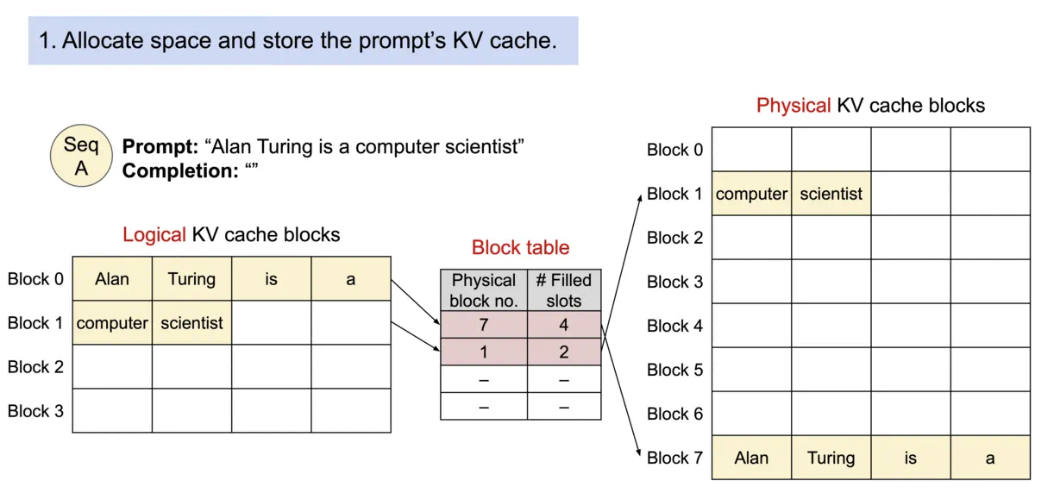 1. Allocate space and store the prompt’s KV cache.
Seq
A
Prompt: “Alan Turing is a computer scientist”
Completion: “”
Logical KV cache blocks
Block 0 Alan Turing is a
Block 1 computer scientist
Block 2
Block 3
Block table
Physical block no. # Filled slots
7 4
1 2
– –
– –
Physical KV cache blocks
Block 0
Block 1 computer scientist
Block 2
Block 3
Block 4
Block 5
Block 6
Block 7 Alan Turing is a